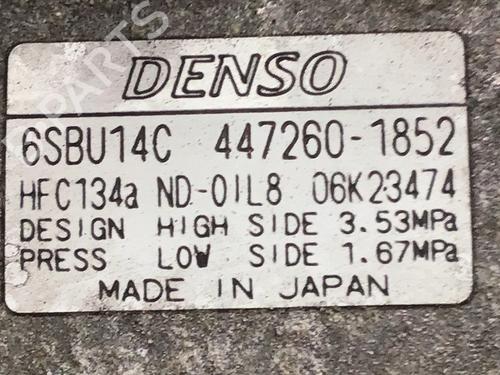 DENSO
6SBU14C 447260-1852
HFC134a ND-OIL8 06K23474
DESIGN HIGH SIDE 3.53MPa
PRESS LOW SIDE 1.67MPa
MADE IN JAPAN